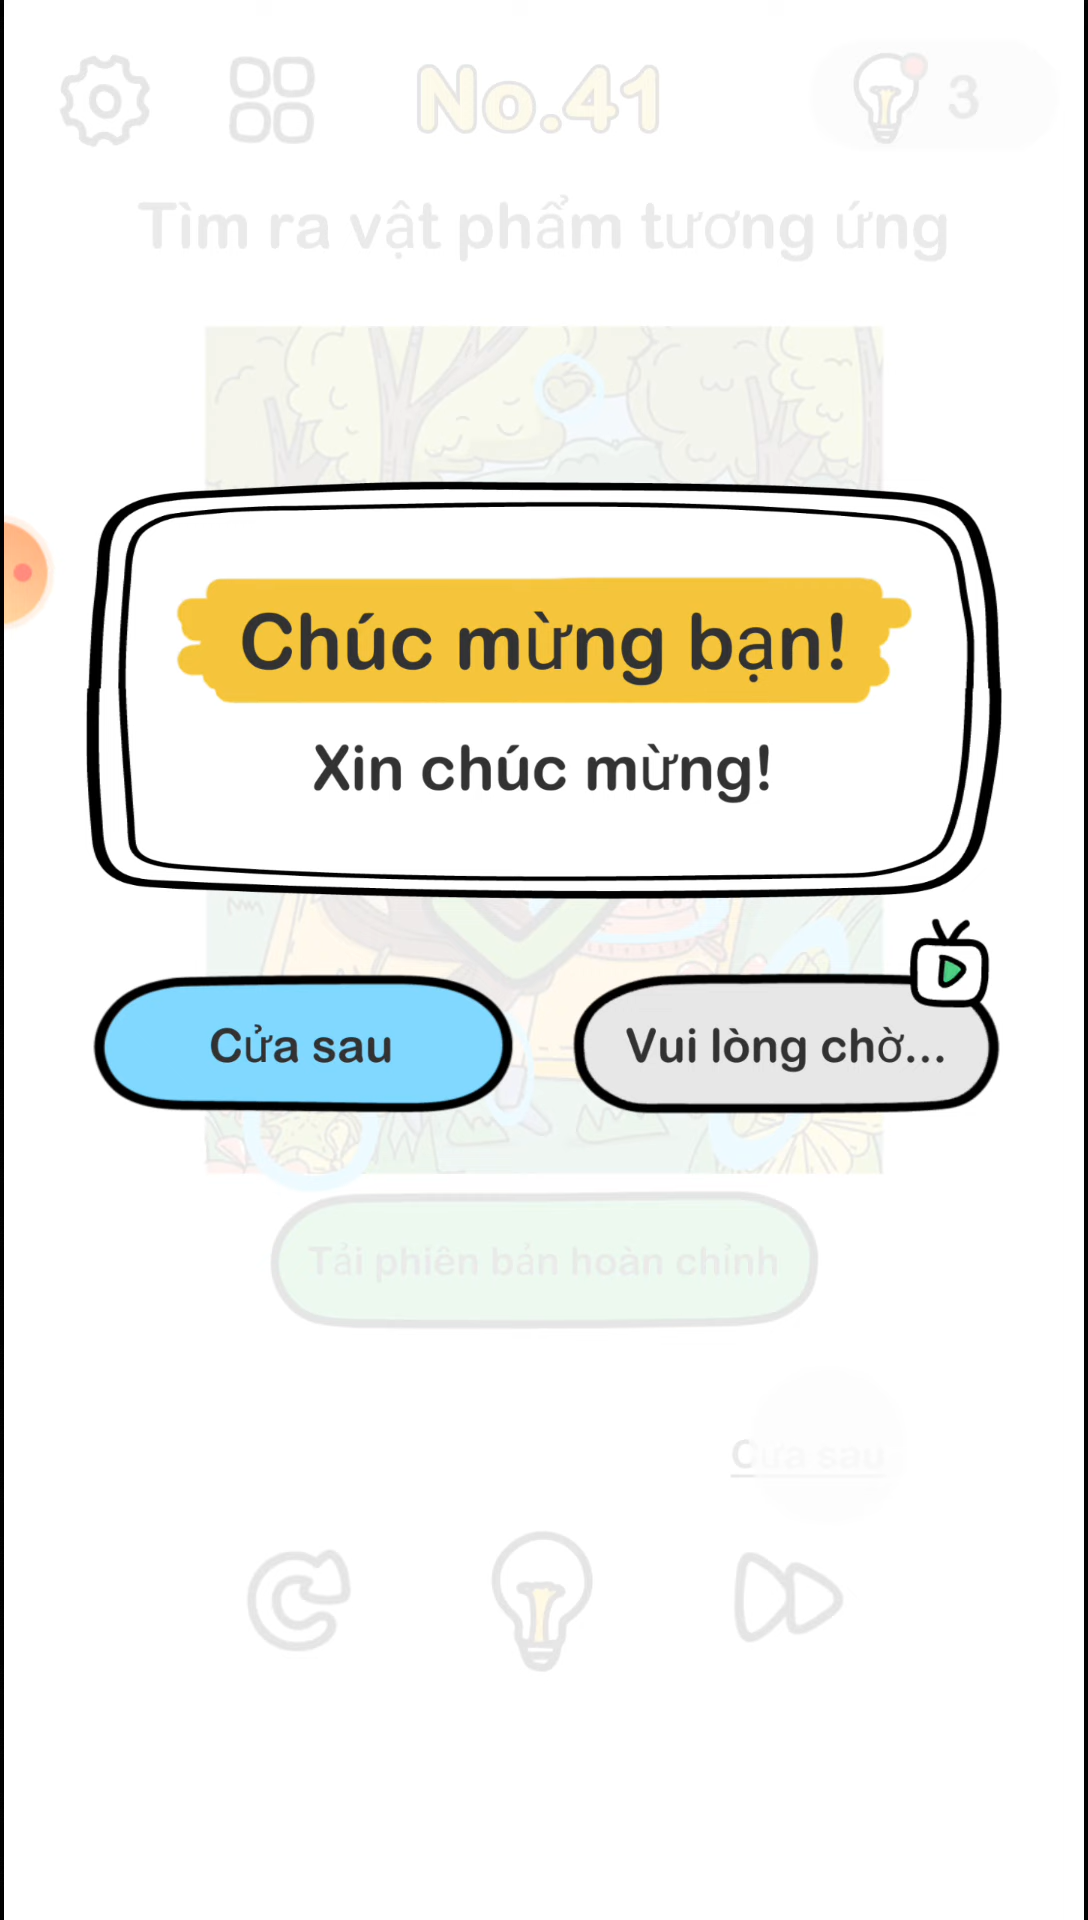 No.41
3
Tìm ra vật phẩm tương ứng
Chúc mừng bạn!
Xin chúc mừng!
Cửa sau
Vui lòng chờ...
Tải phiên bản hoàn chỉnh
Cửa sau